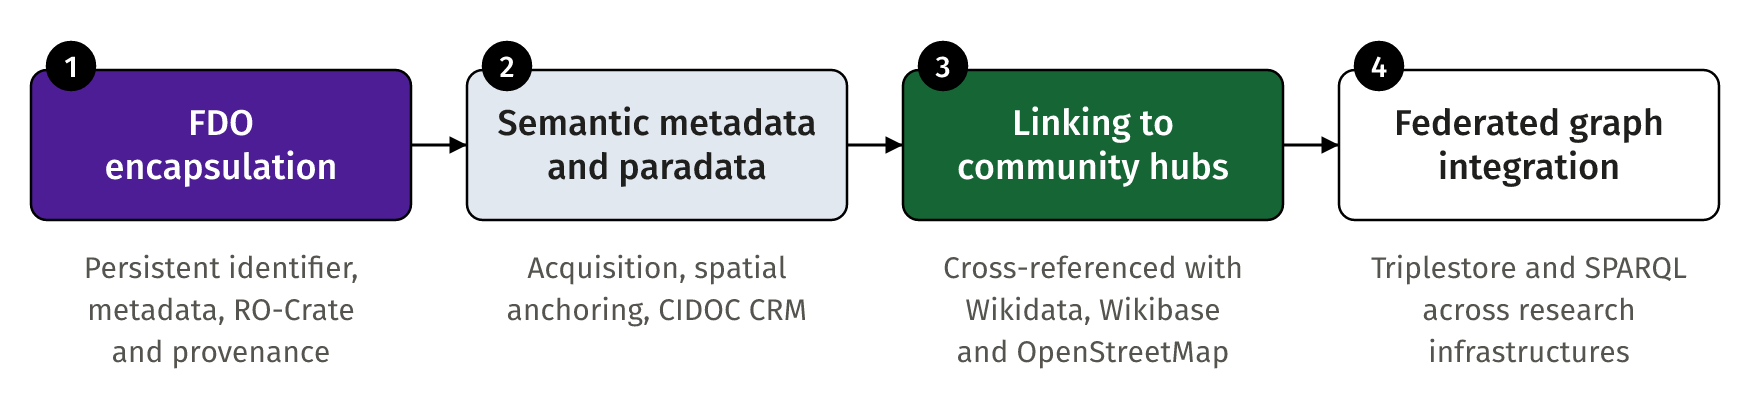 1
FDO
encapsulation
Persistent identifier,
metadata, RO-Crate
and provenance
2
Semantic metadata
and paradata
Acquisition, spatial
anchoring, CIDOC CRM
3
Linking to
community hubs
Cross-referenced with
Wikidata, Wikibase
and OpenStreetMap
4
Federated graph
integration
Triplestore and SPARQL
across research
infrastructures